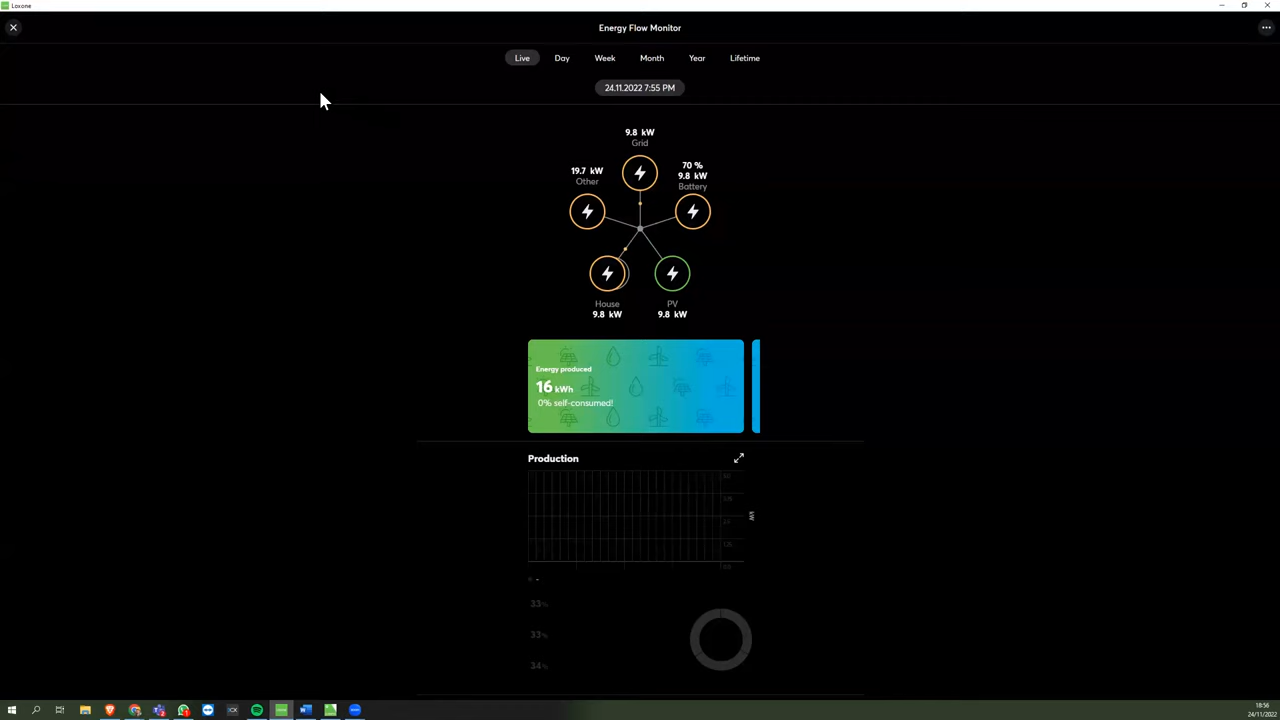 Loxone
Energy Flow Monitor
Live Day Week Month Year Lifetime
24.11.2022 7:55 PM
9.8 kW
Grid
19.7 kW
Other
70 %
9.8 kW
Battery
House
9.8 kW
PV
9.8 kW
Energy produced
16 kWh
0% self-consumed!
Production
kW
33%
33%
34%
18:56
24/11/2022